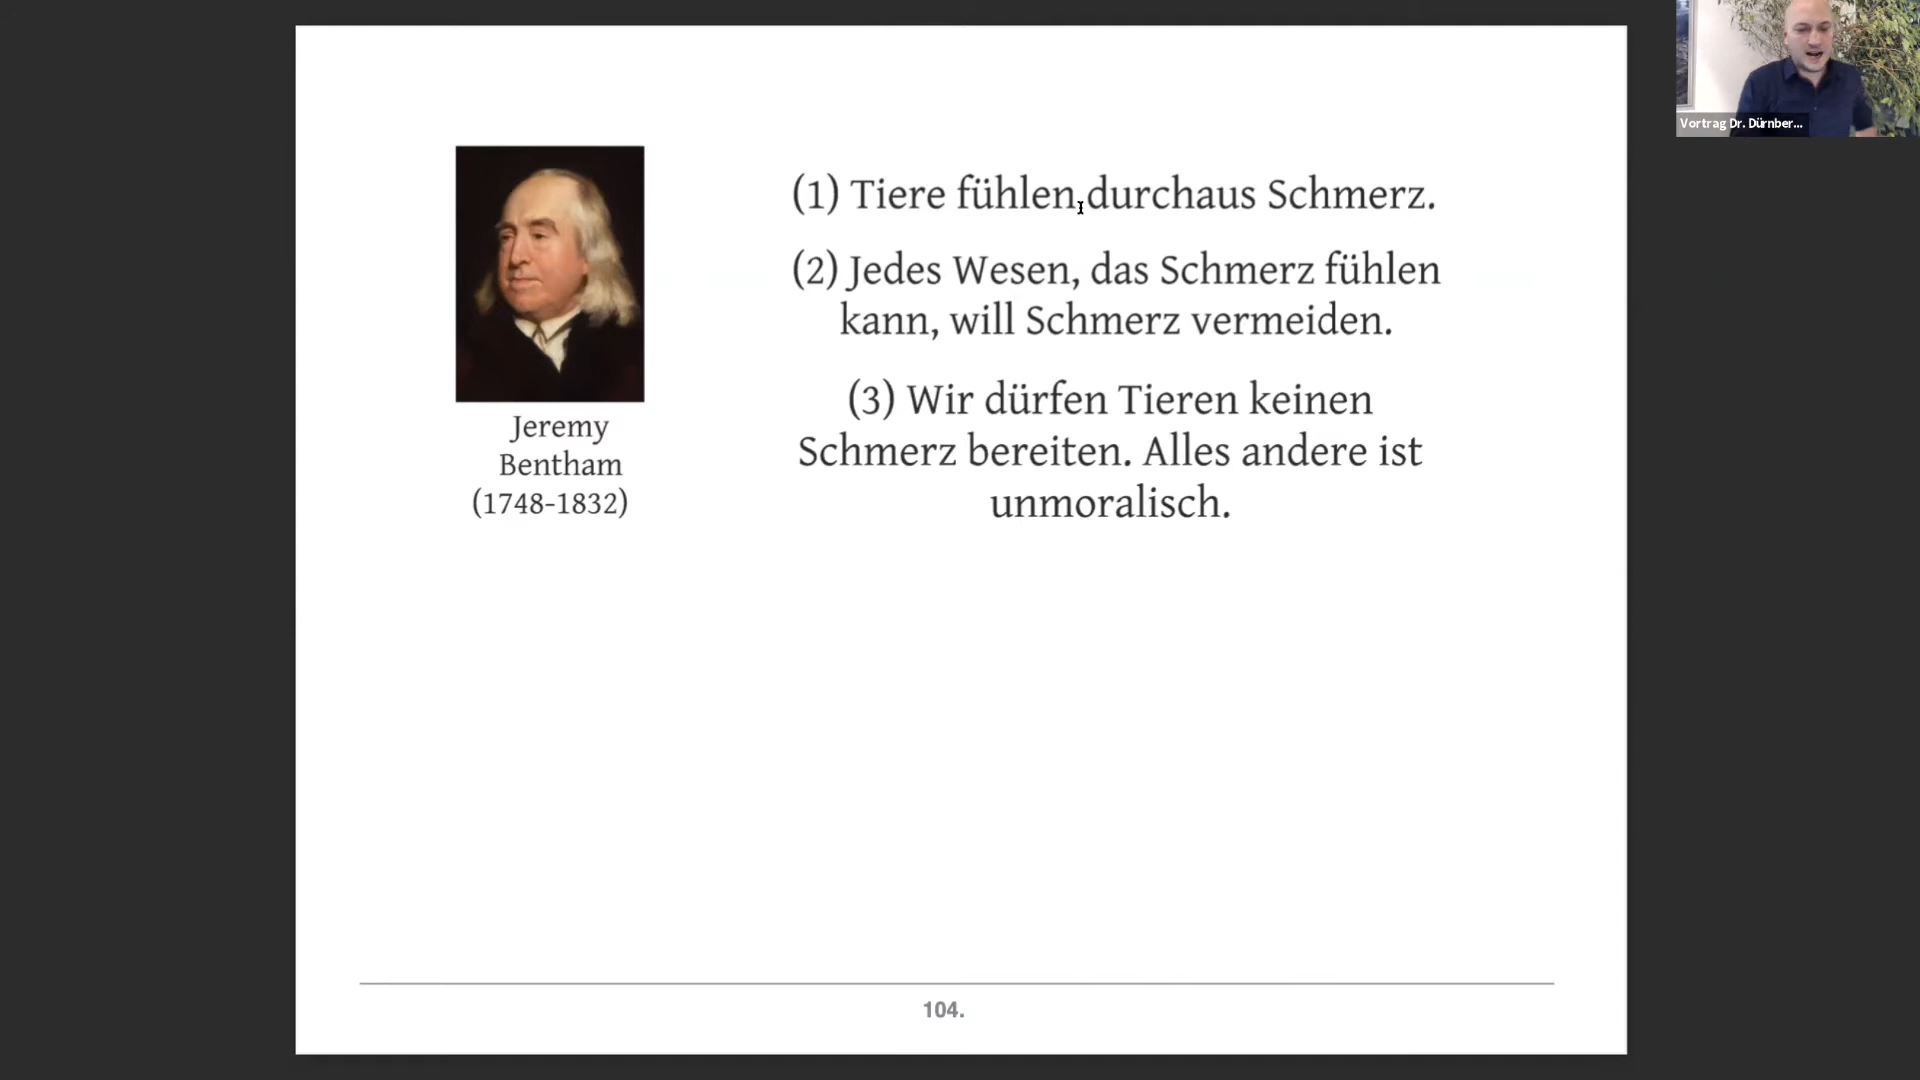 Vortrag Dr. Dürnber...
(1) Tiere fühlen durchaus Schmerz.
(2) Jedes Wesen, das Schmerz fühlen
kann, will Schmerz vermeiden.
(3) Wir dürfen Tieren keinen
Schmerz bereiten. Alles andere ist
unmoralisch.
Jeremy
Bentham
(1748-1832)
104.